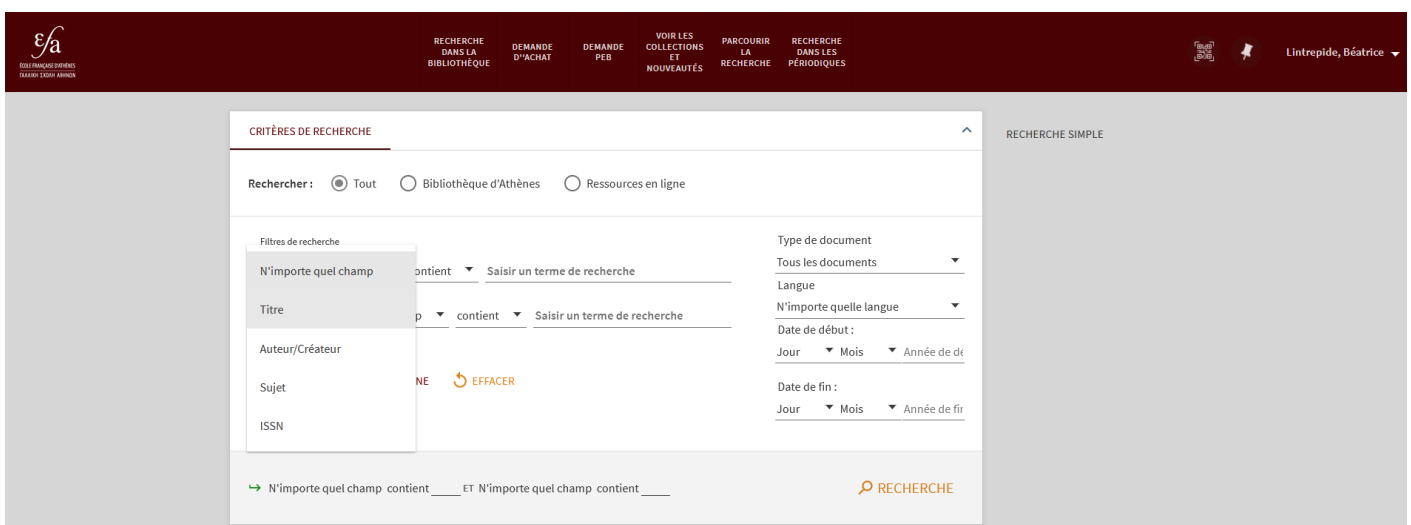 εfa
ÉCOLE FRANÇAISE D'ATHÈNES
ΓΑΛΛΙΚΗ ΣΧΟΛΗ ΑΘΗΝΩΝ
RECHERCHE
DANS LA
BIBLIOTHÈQUE
DEMANDE
D''ACHAT
DEMANDE
PEB
VOIR LES
COLLECTIONS
ET
NOUVEAUTÉS
PARCOURIR
LA
RECHERCHE
RECHERCHE
DANS LES
PÉRIODIQUES
Lintrepide, Béatrice
CRITÈRES DE RECHERCHE
RECHERCHE SIMPLE
Rechercher : Tout Bibliothèque d'Athènes Ressources en ligne
Filtres de recherche
N'importe quel champ
Titre
Auteur/Créateur
Sujet
ISSN
ontient Saisir un terme de recherche
p contient Saisir un terme de recherche
NE EFFACER
Type de document
Tous les documents
Langue
N'importe quelle langue
Date de début :
Jour Mois Année de dé
Date de fin :
Jour Mois Année de fin
N'importe quel champ contient ____ ET N'importe quel champ contient ____
RECHERCHE